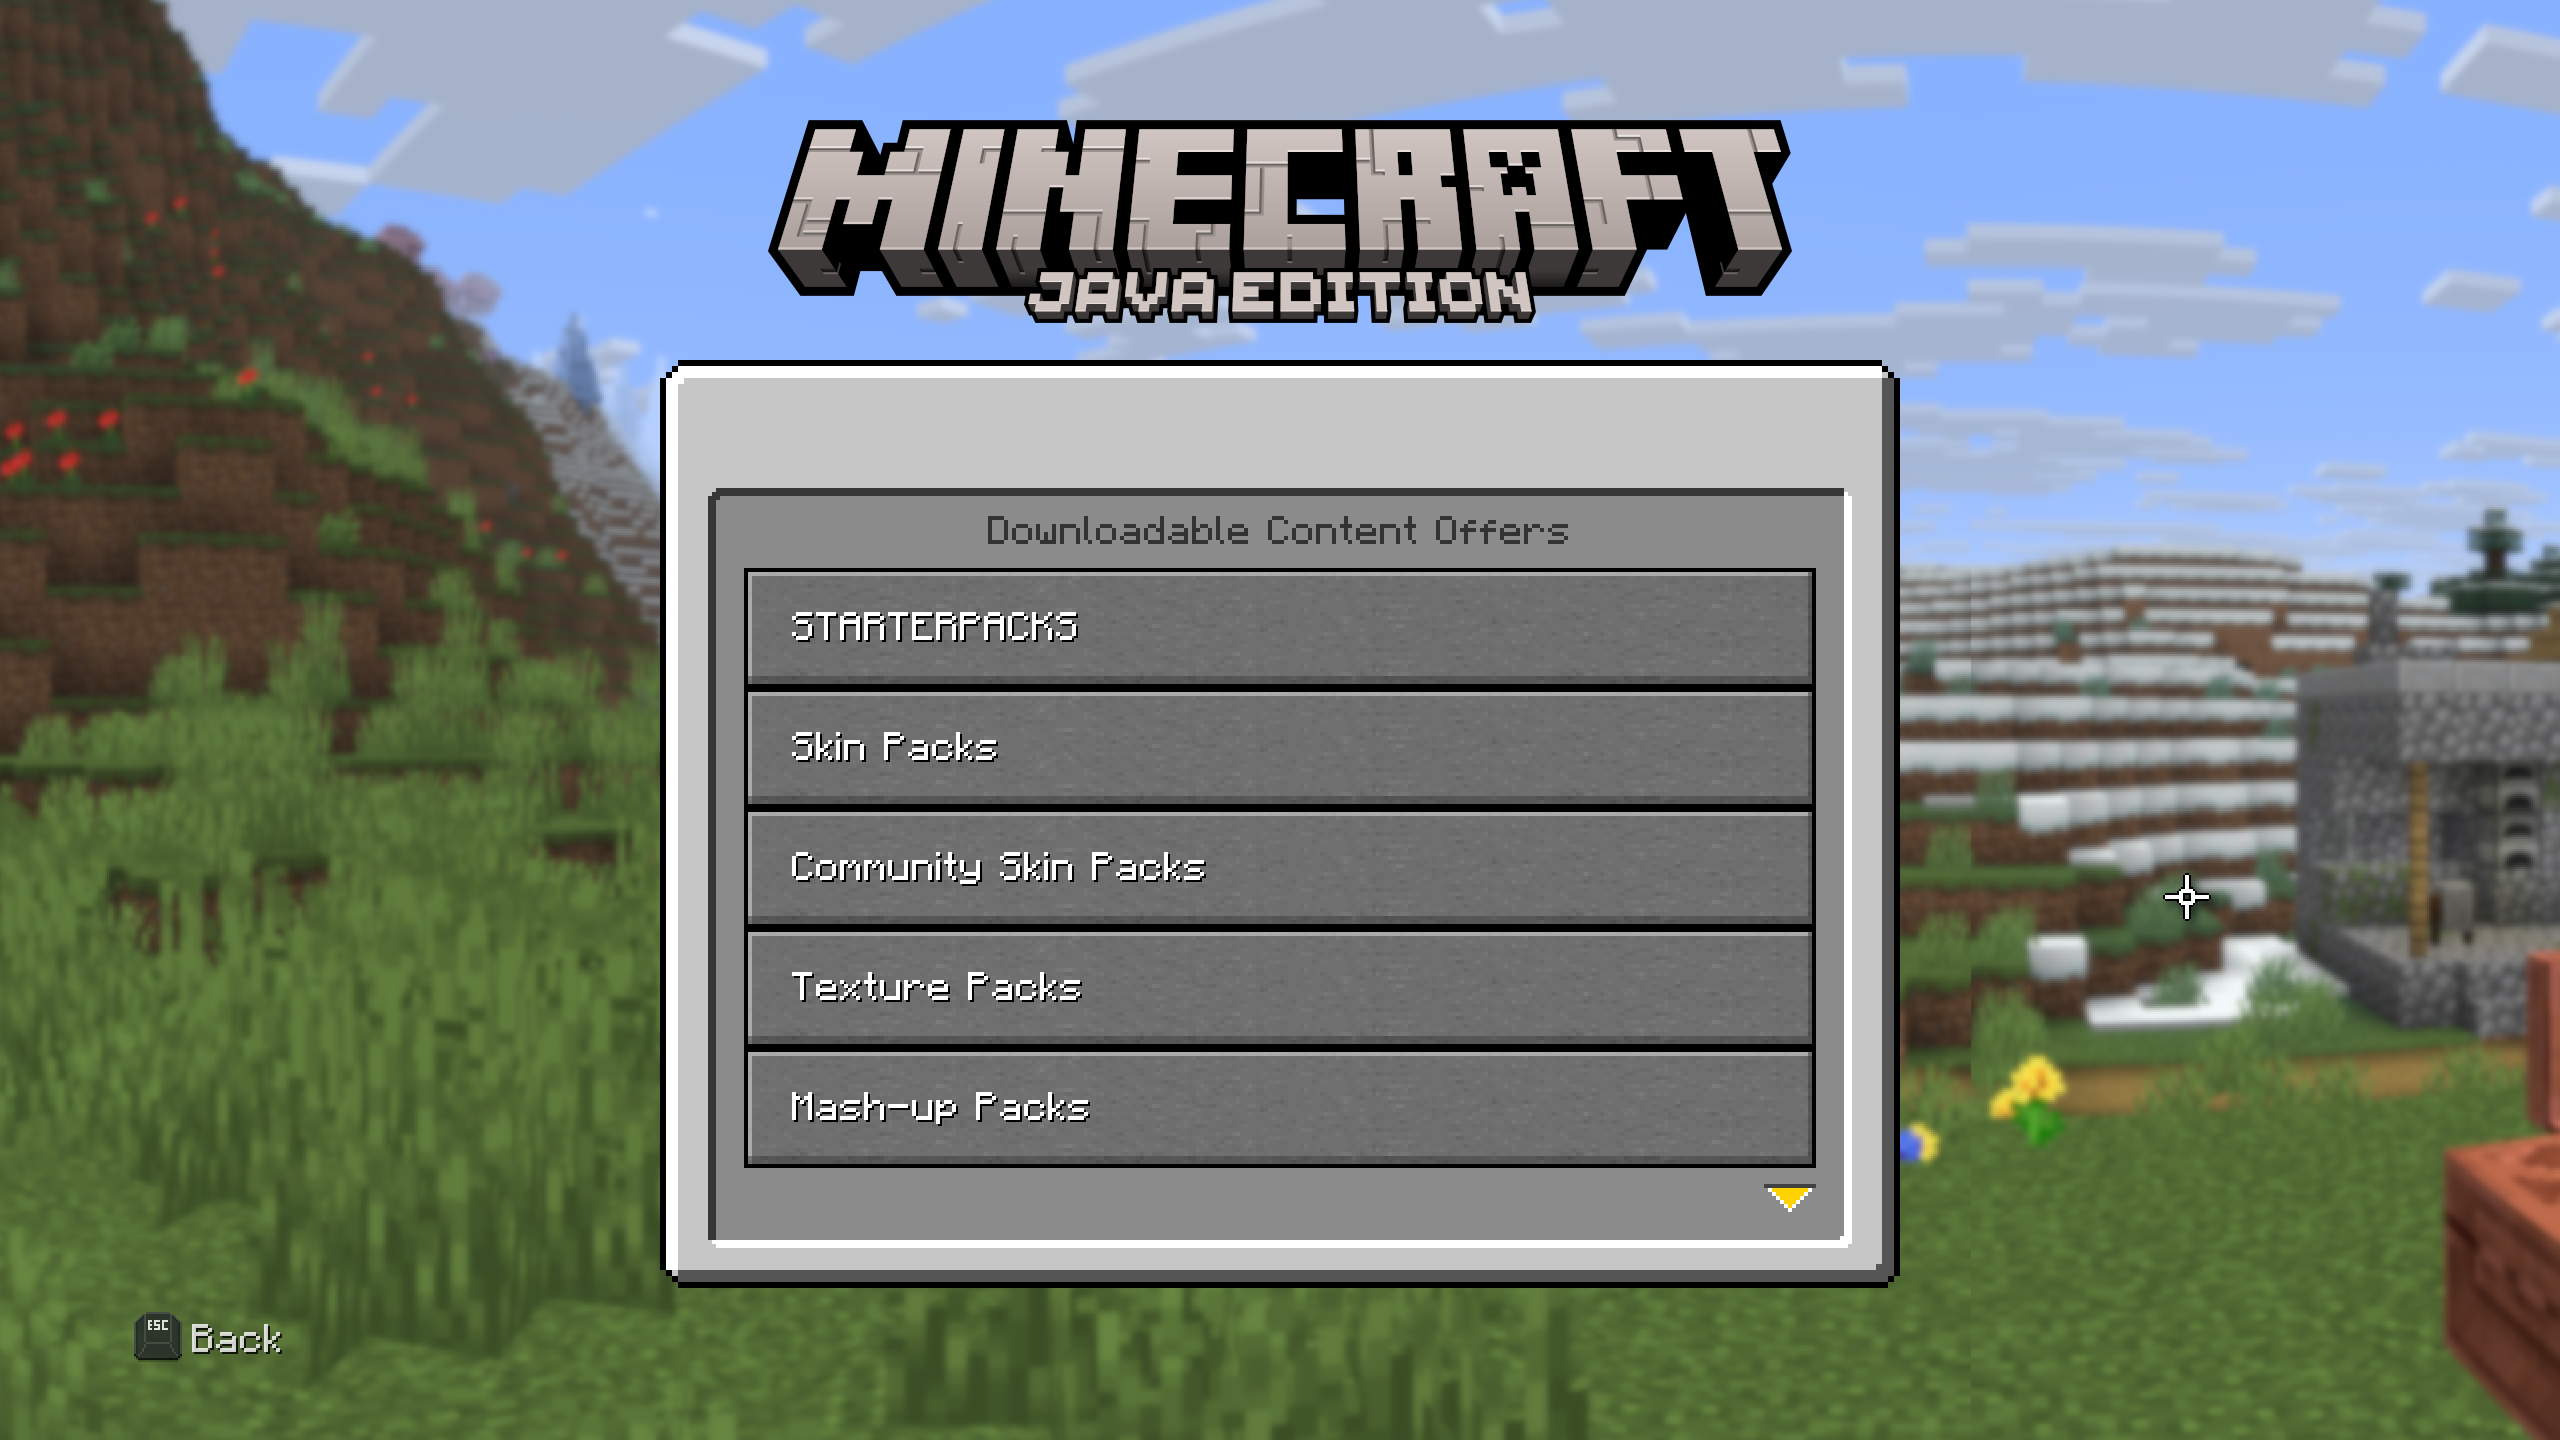 MINECRAFT
JAVA EDITION
Downloadable Content Offers
STARTERPACKS
Skin Packs
Community Skin Packs
Texture Packs
Mash-up Packs
ESC Back